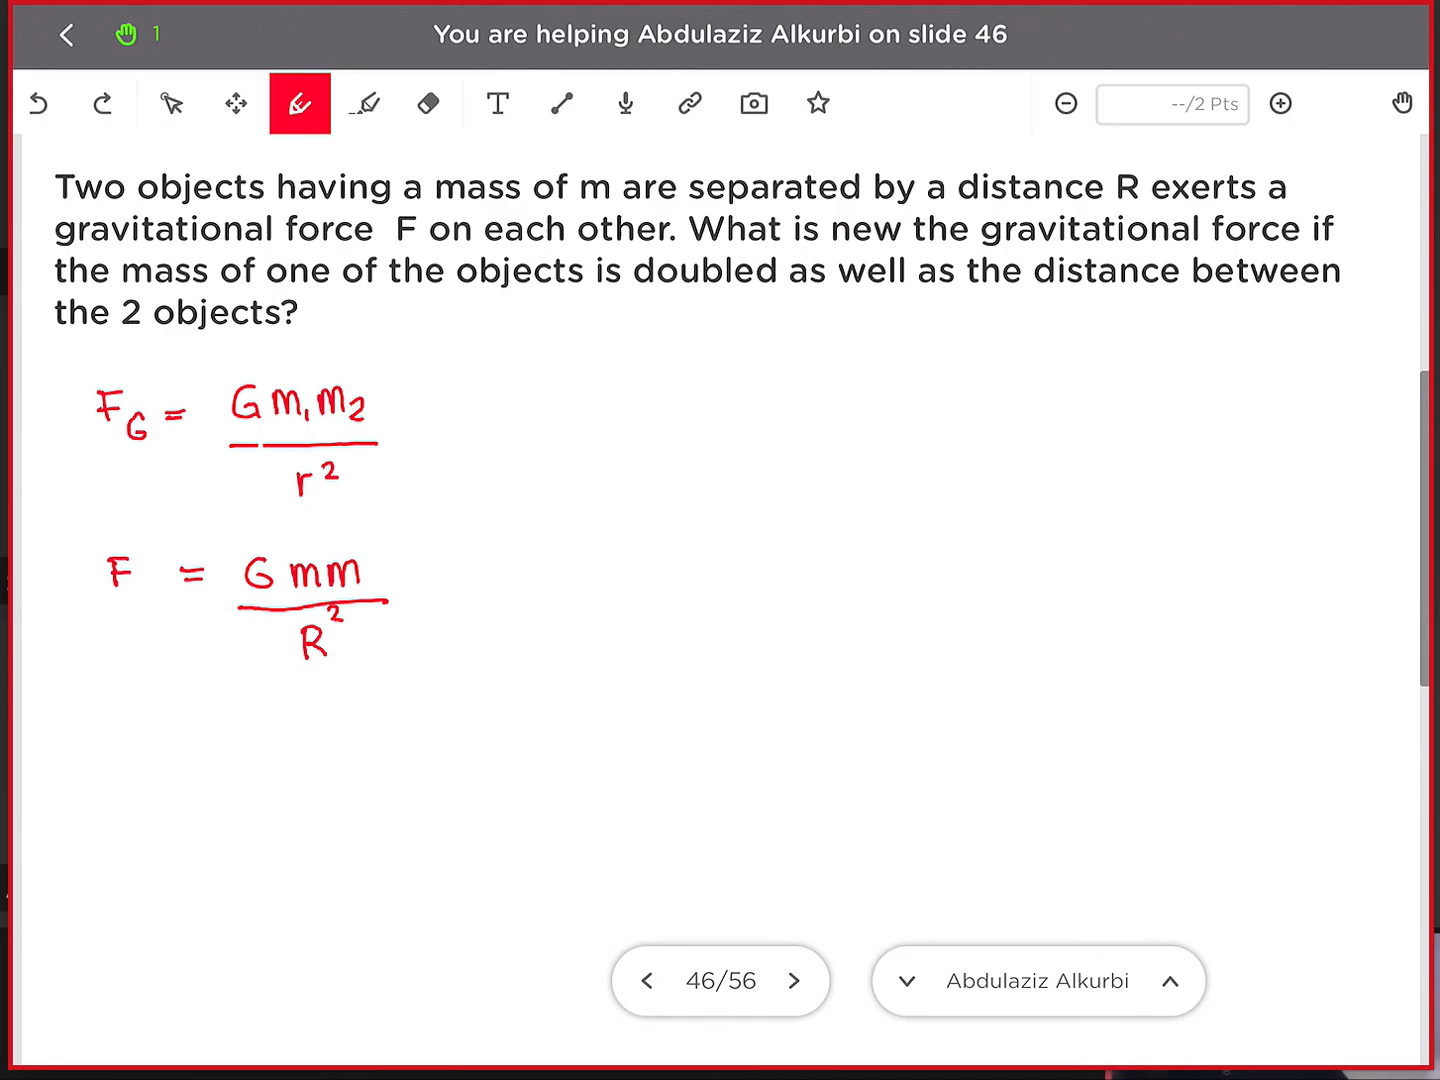 1 You are helping Abdulaziz Alkurbi on slide 46
T --/2 Pts
Two objects having a mass of m are separated by a distance R exerts a
gravitational force F on each other. What is new the gravitational force if
the mass of one of the objects is doubled as well as the distance between
the 2 objects?
F_G = G m₁ m₂
r²
F = G m m
R²
46/56 Abdulaziz Alkurbi